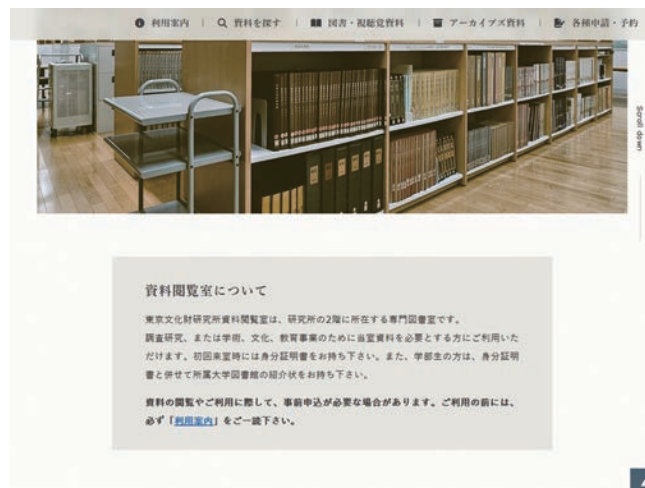 利用案内 | 資料を探す | 図書・視聴覚資料 | アーカイブズ資料 | 各種申請・予約
Scroll down
資料閲覧室について
東京文化財研究所資料閲覧室は、研究所の2階に所在する専門図書室です。
調査研究、または学術、文化、教育事業のために当室資料を必要とする方にご利用いた
だけます。初回来室時には身分証明書をお持ち下さい。また、学部生の方は、身分証明
書と併せて所属大学図書館の紹介状をお持ち下さい。
資料の閲覧やご利用に際して、事前申込が必要な場合があります。ご利用の前には、
必ず「利用案内」をご一読下さい。